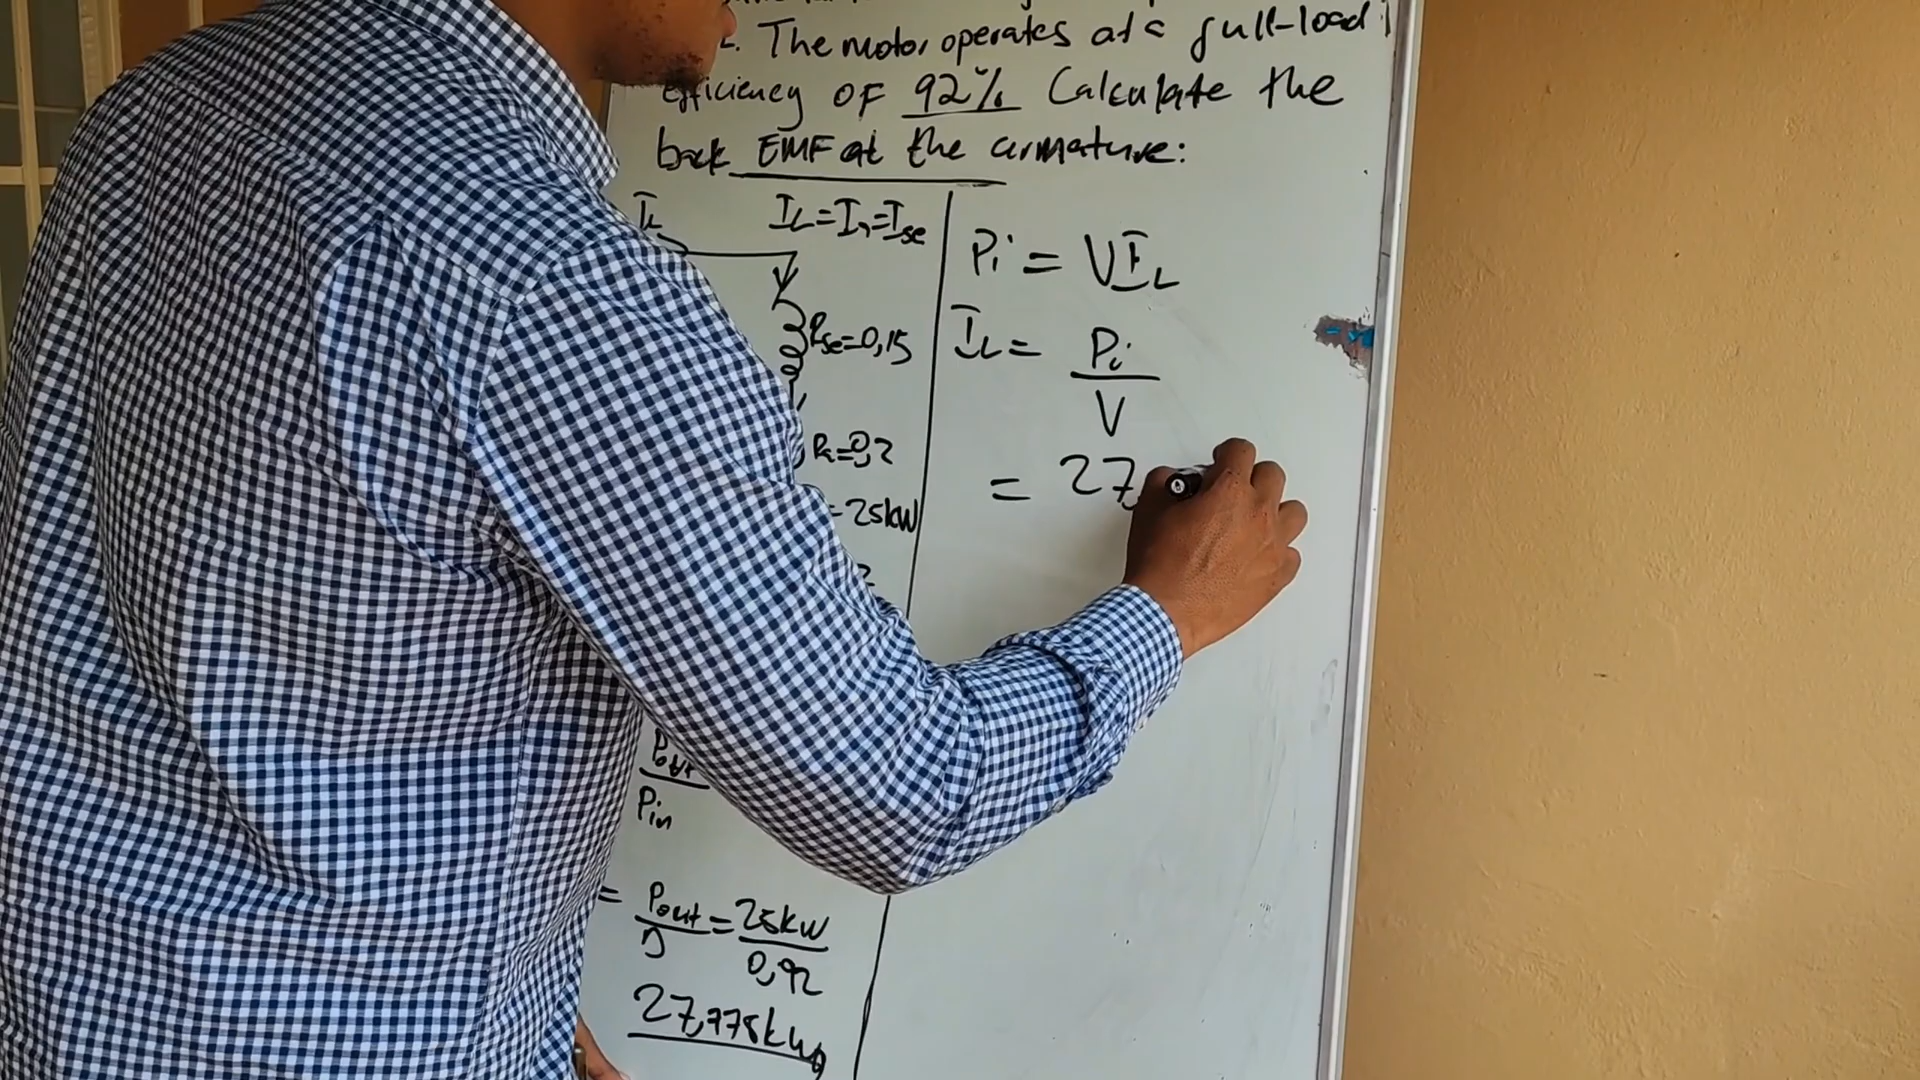 . The motor operates at a full-load
efficiency OF 92% Calculate the
back EMF at the armature:
IL
IL=I =Ise
Rse=0,15
Ra=0,2
= 25kW
Pout
Pin
= Pout = 25kW
η 0,92
27,775kW
Pi = VIL
IL = Pi
V
= 27,